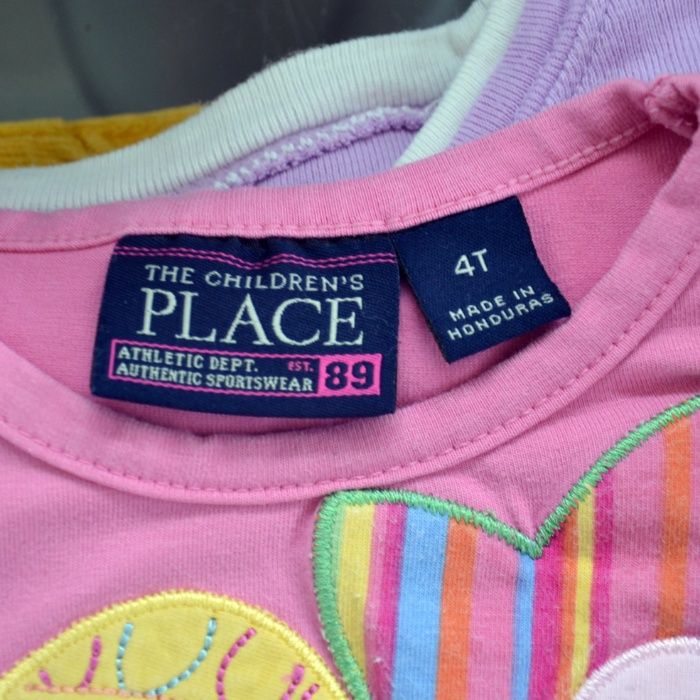 THE CHILDREN'S
PLACE
ATHLETIC DEPT. EST. 89
AUTHENTIC SPORTSWEAR
4T
MADE IN
HONDURAS